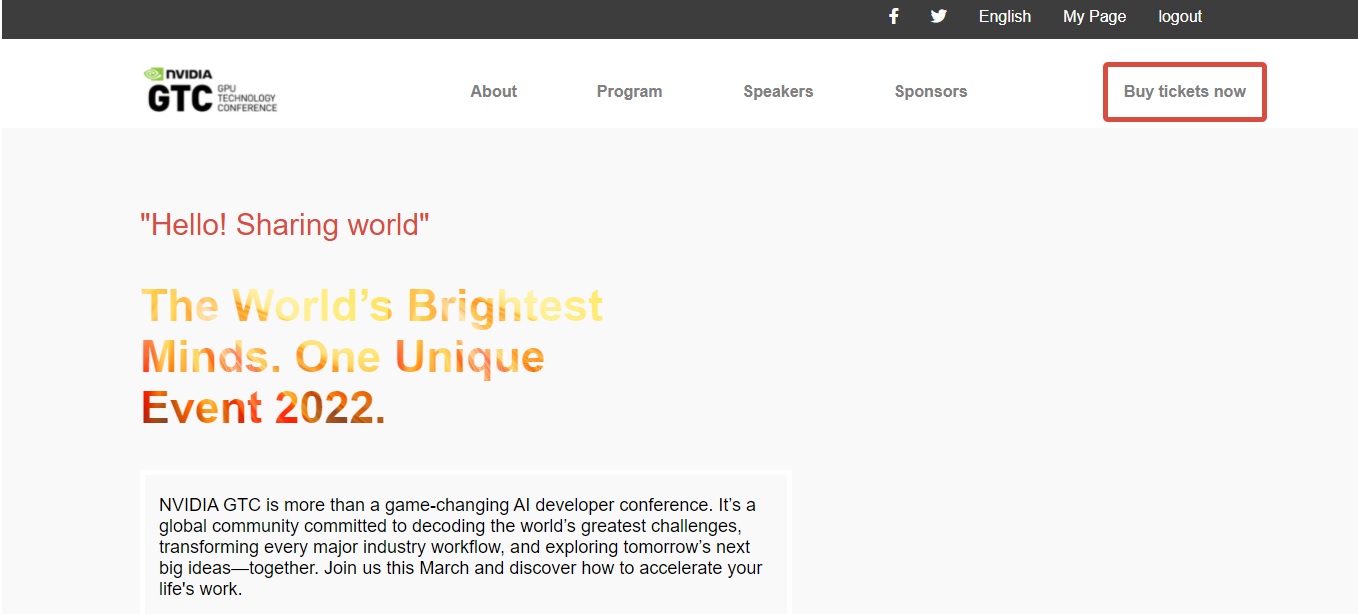 English My Page logout
NVIDIA
GTC GPU TECHNOLOGY CONFERENCE
About Program Speakers Sponsors Buy tickets now
"Hello! Sharing world"
The World’s Brightest
Minds. One Unique
Event 2022.
NVIDIA GTC is more than a game-changing AI developer conference. It’s a
global community committed to decoding the world’s greatest challenges,
transforming every major industry workflow, and exploring tomorrow’s next
big ideas—together. Join us this March and discover how to accelerate your
life's work.